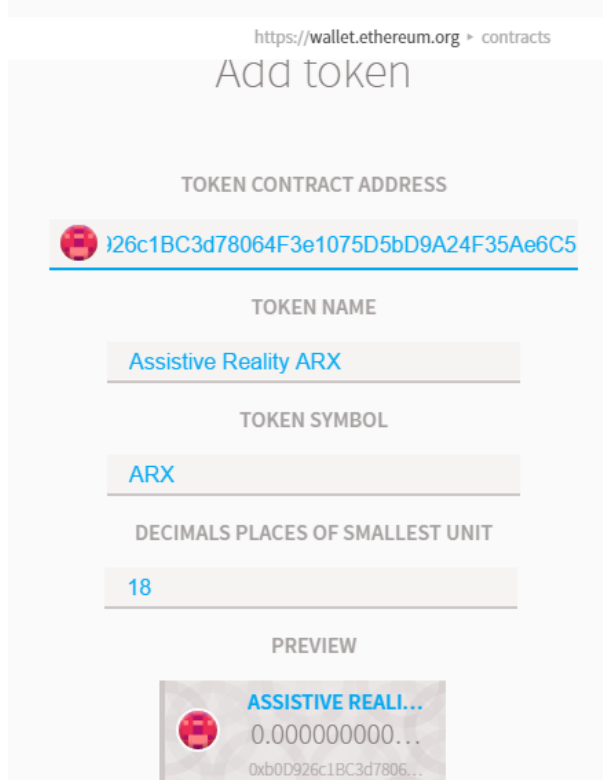 https://wallet.ethereum.org ▸ contracts
Add token
TOKEN CONTRACT ADDRESS
926c1BC3d78064F3e1075D5bD9A24F35Ae6C5
TOKEN NAME
Assistive Reality ARX
TOKEN SYMBOL
ARX
DECIMALS PLACES OF SMALLEST UNIT
18
PREVIEW
ASSISTIVE REALI...
0.000000000...
0xb0D926c1BC3d7806...